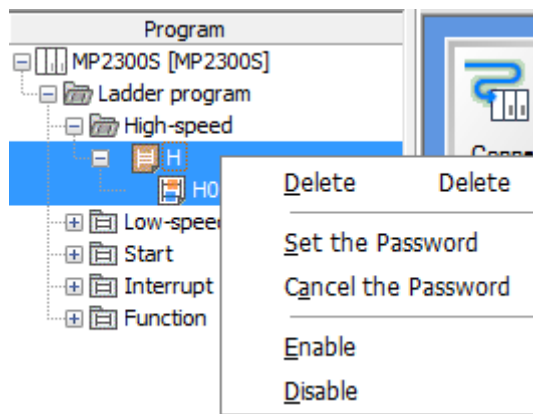 Program
MP2300S [MP2300S]
Ladder program
High-speed
H
H0
Low-speed
Start
Interrupt
Function
Delete Delete
Set the Password
Cancel the Password
Enable
Disable